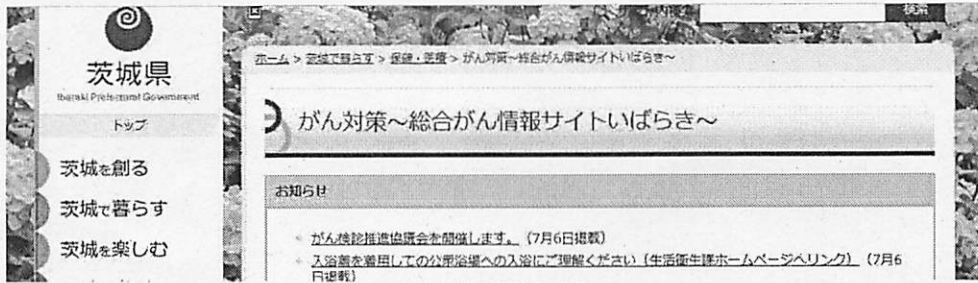 検索
茨城県
Ibaraki Prefectural Government
トップ
茨城を創る
茨城で暮らす
茨城を楽しむ
ホーム > 茨城で暮らす > 保健・医療 > がん対策~総合がん情報サイトいばらき~
がん対策~総合がん情報サイトいばらき~
お知らせ
がん検診推進協議会を開催します。(7月6日掲載)
入浴着を着用しての公衆浴場への入浴にご理解ください(生活衛生課ホームページへリンク) (7月6
日掲載)